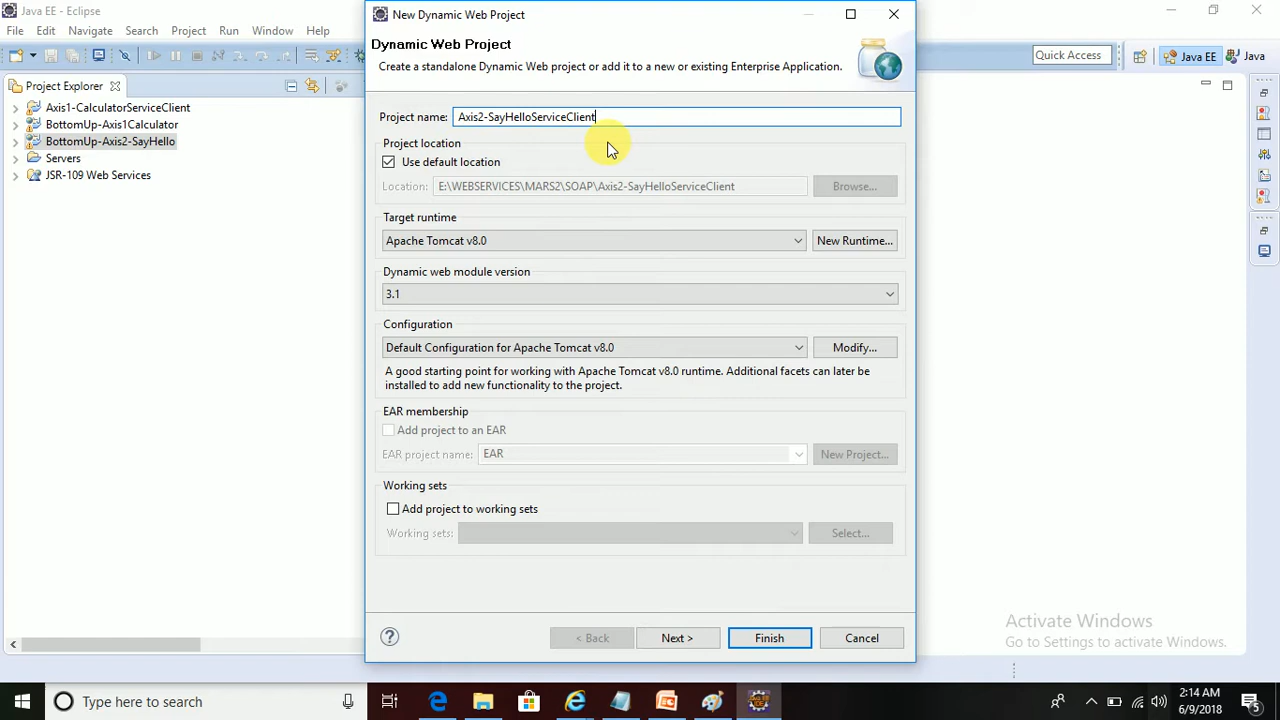 Java EE - Eclipse
File Edit Navigate Search Project Run Window Help
Quick Access
Java EE
Java
Project Explorer
Axis1-CalculatorServiceClient
BottomUp-Axis1Calculator
BottomUp-Axis2-SayHello
Servers
JSR-109 Web Services
New Dynamic Web Project
Dynamic Web Project
Create a standalone Dynamic Web project or add it to a new or existing Enterprise Application.
Project name: Axis2-SayHelloServiceClient
Project location
Use default location
Location: E:\WEBSERVICES\MARS2\SOAP\Axis2-SayHelloServiceClient Browse...
Target runtime
Apache Tomcat v8.0 New Runtime...
Dynamic web module version
3.1
Configuration
Default Configuration for Apache Tomcat v8.0 Modify...
A good starting point for working with Apache Tomcat v8.0 runtime. Additional facets can later be
installed to add new functionality to the project.
EAR membership
Add project to an EAR
EAR project name: EAR New Project...
Working sets
Add project to working sets
Working sets: Select...
< Back Next > Finish Cancel
Activate Windows
Go to Settings to activate Windows.
Type here to search
2:14 AM
6/9/2018
5